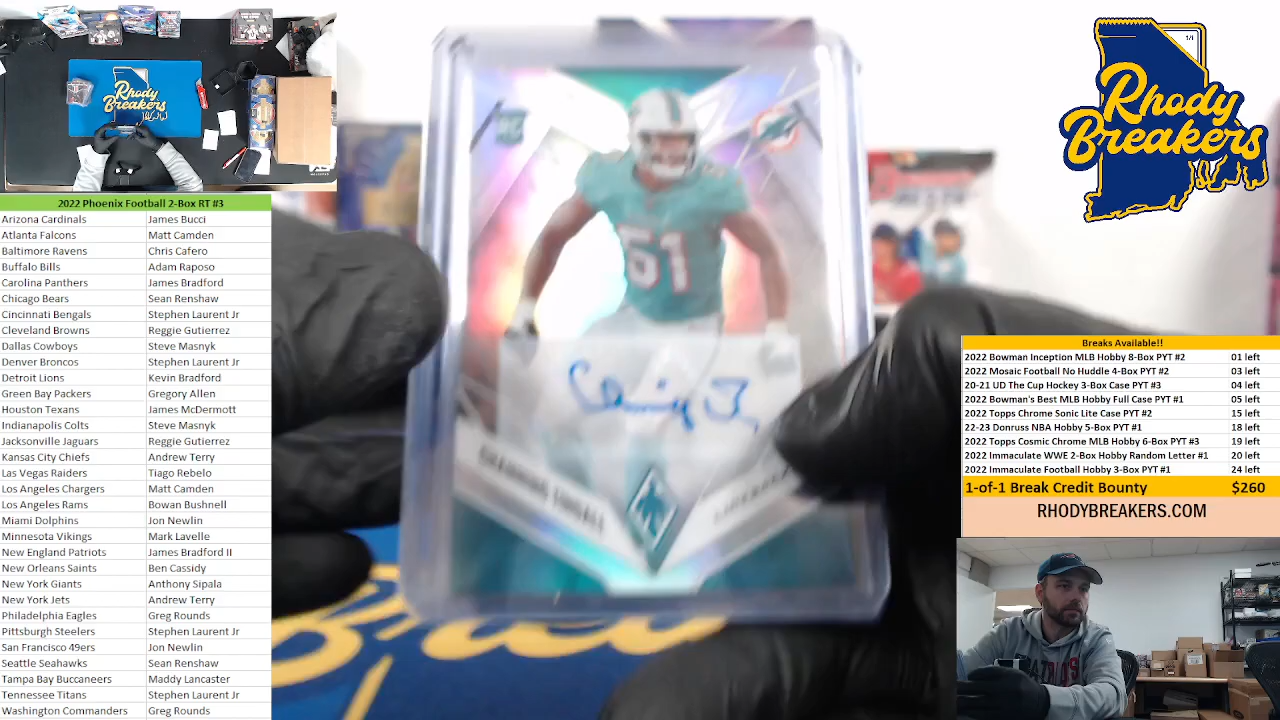 Rhody
Breakers
2022 Phoenix Football 2-Box RT #3
Arizona Cardinals James Bucci
Atlanta Falcons Matt Camden
Baltimore Ravens Chris Cafero
Buffalo Bills Adam Raposo
Carolina Panthers James Bradford
Chicago Bears Sean Renshaw
Cincinnati Bengals Stephen Laurent Jr
Cleveland Browns Reggie Gutierrez
Dallas Cowboys Steve Masnyk
Denver Broncos Stephen Laurent Jr
Detroit Lions Kevin Bradford
Green Bay Packers Gregory Allen
Houston Texans James McDermott
Indianapolis Colts Steve Masnyk
Jacksonville Jaguars Reggie Gutierrez
Kansas City Chiefs Andrew Terry
Las Vegas Raiders Tiago Rebelo
Los Angeles Chargers Matt Camden
Los Angeles Rams Bowan Bushnell
Miami Dolphins Jon Newlin
Minnesota Vikings Mark Lavelle
New England Patriots James Bradford II
New Orleans Saints Ben Cassidy
New York Giants Anthony Sipala
New York Jets Andrew Terry
Philadelphia Eagles Greg Rounds
Pittsburgh Steelers Stephen Laurent Jr
San Francisco 49ers Jon Newlin
Seattle Seahawks Sean Renshaw
Tampa Bay Buccaneers Maddy Lancaster
Tennessee Titans Stephen Laurent Jr
Washington Commanders Greg Rounds
RC
51
1/1
Rhody
Breakers
Breaks Available!!
2022 Bowman Inception MLB Hobby 8-Box PYT #2 01 left
2022 Mosaic Football No Huddle 4-Box PYT #2 03 left
20-21 UD The Cup Hockey 3-Box Case PYT #3 04 left
2022 Bowman's Best MLB Hobby Full Case PYT #1 05 left
2022 Topps Chrome Sonic Lite Case PYT #2 15 left
22-23 Donruss NBA Hobby 5-Box PYT #1 18 left
2022 Topps Cosmic Chrome MLB Hobby 6-Box PYT #3 19 left
2022 Immaculate WWE 2-Box Hobby Random Letter #1 20 left
2022 Immaculate Football Hobby 3-Box PYT #1 24 left
1-of-1 Break Credit Bounty $260
RHODYBREAKERS.COM